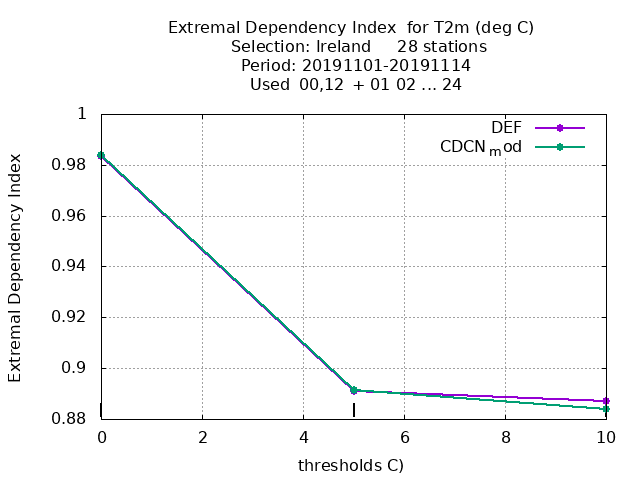 Extremal Dependency Index  for T2m (deg C)
Selection: Ireland     28 stations
Period: 20191101-20191114
Used  00,12  + 01 02 ... 24
1
DEF
CDCNmod
0.98
0.96
0.94
0.92
0.9
0.88
Extremal Dependency Index
0 2 4 6 8 10
thresholds C)